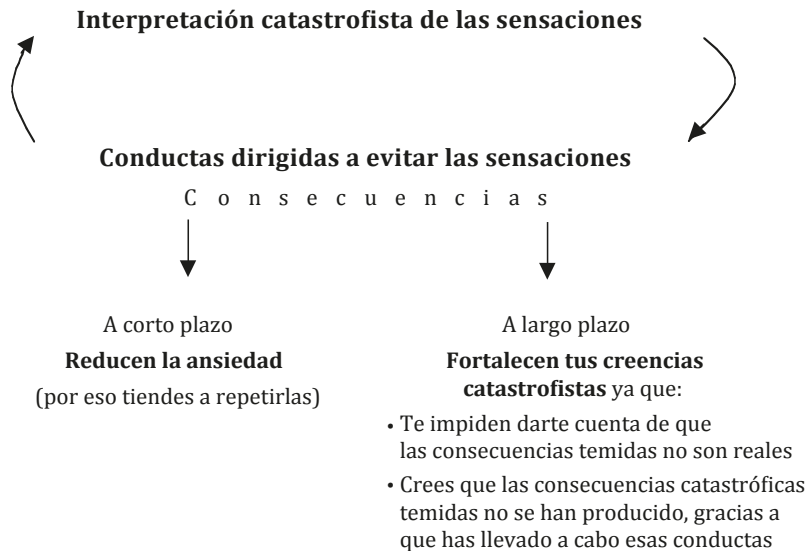 Interpretación catastrofista de las sensaciones
Conductas dirigidas a evitar las sensaciones
C o n s e c u e n c i a s
A corto plazo
Reducen la ansiedad
(por eso tiendes a repetirlas)
A largo plazo
Fortalecen tus creencias
catastrofistas ya que:
• Te impiden darte cuenta de que
las consecuencias temidas no son reales
• Crees que las consecuencias catastróficas
temidas no se han producido, gracias a
que has llevado a cabo esas conductas